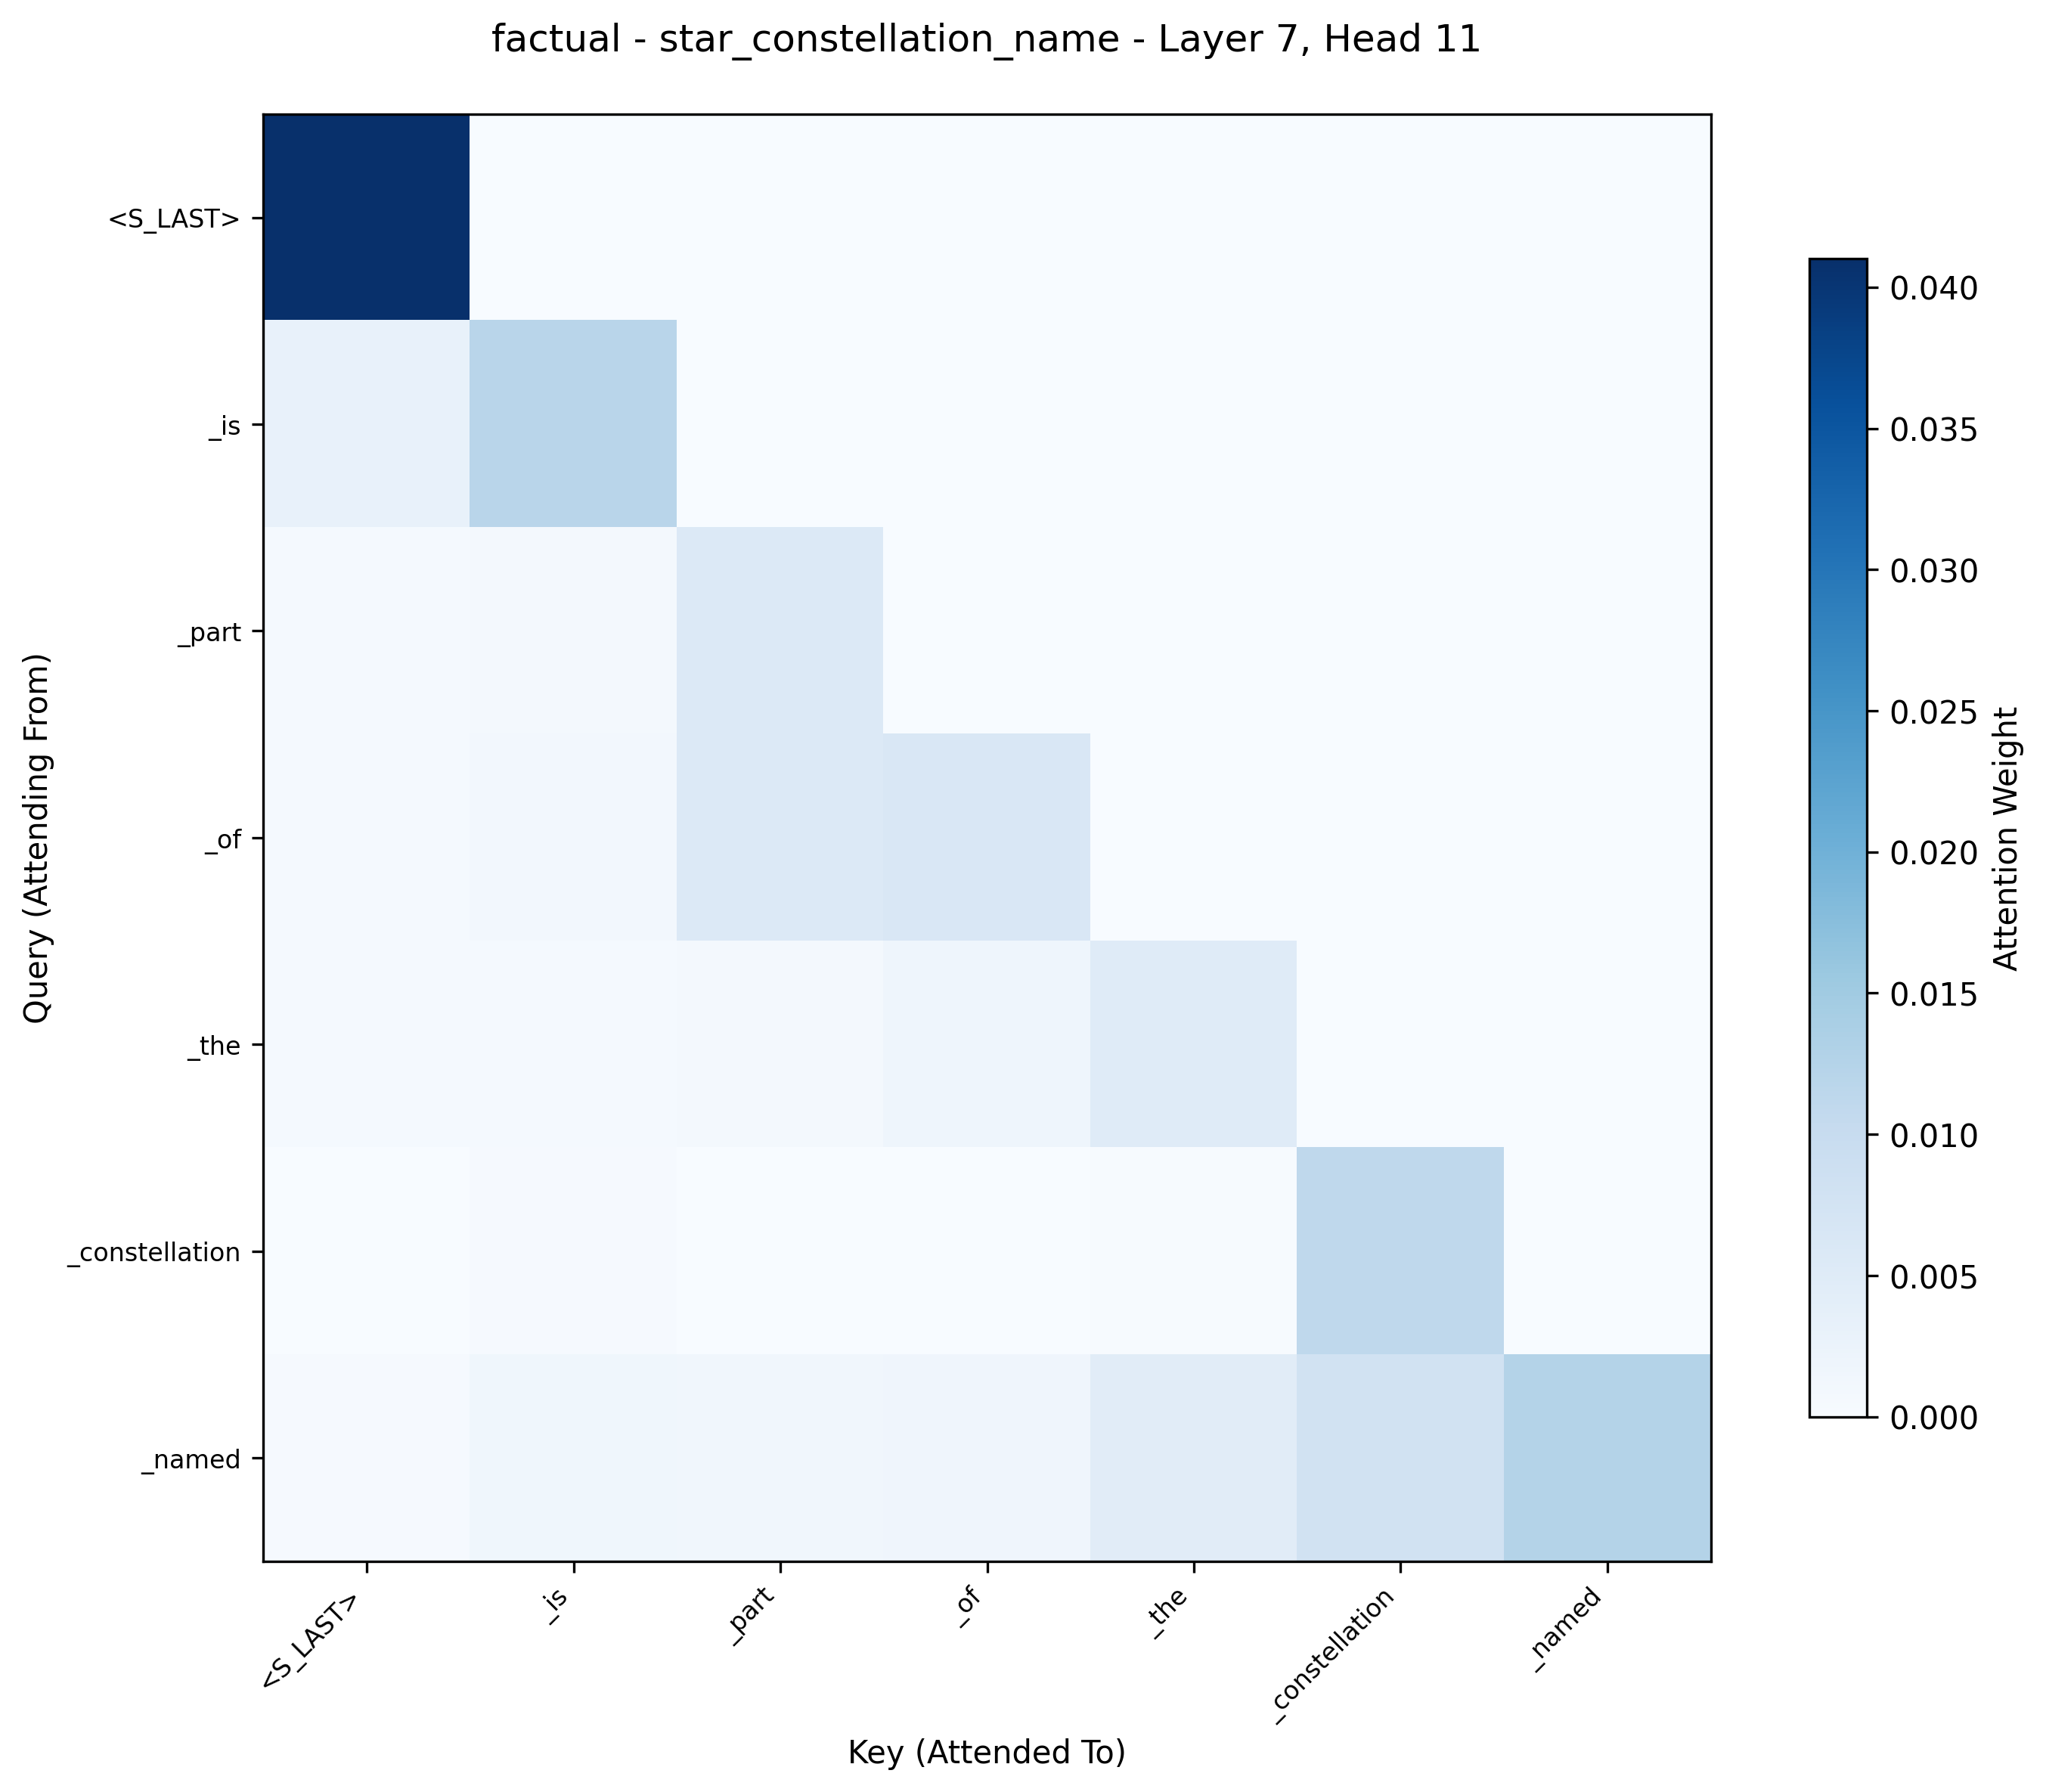 factual - star_constellation_name - Layer 7, Head 11
Query (Attending From)
<S_LAST>
_is
_part
_of
_the
_constellation
_named
<S_LAST>
_is
_part
_of
_the
_constellation
_named
Key (Attended To)
0.040
0.035
0.030
0.025
0.020
0.015
0.010
0.005
0.000
Attention Weight